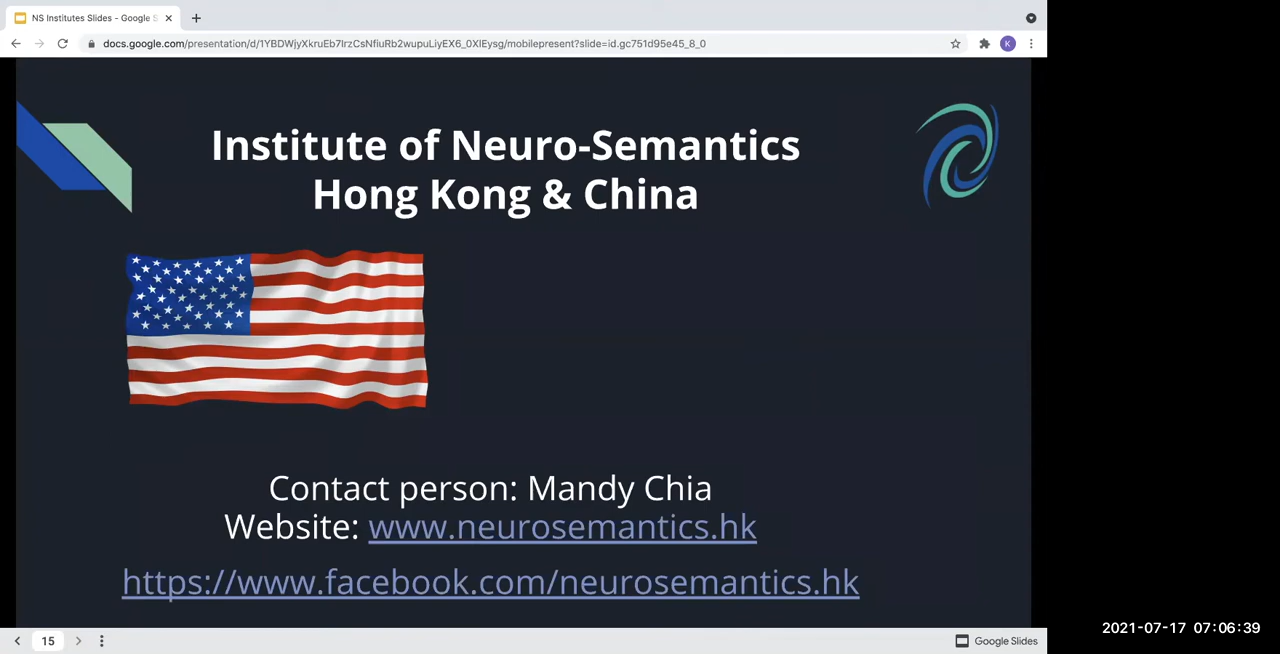 NS Institutes Slides - Google S
docs.google.com/presentation/d/1YBDWjyXkruEb7IrzCsNfiuRb2wupuLiyEX6_0XIEysg/mobilepresent?slide=id.gc751d95e45_8_0
K
Institute of Neuro-Semantics
Hong Kong & China
Contact person: Mandy Chia
Website: www.neurosemantics.hk
https://www.facebook.com/neurosemantics.hk
15
Google Slides
2021-07-17 07:06:39